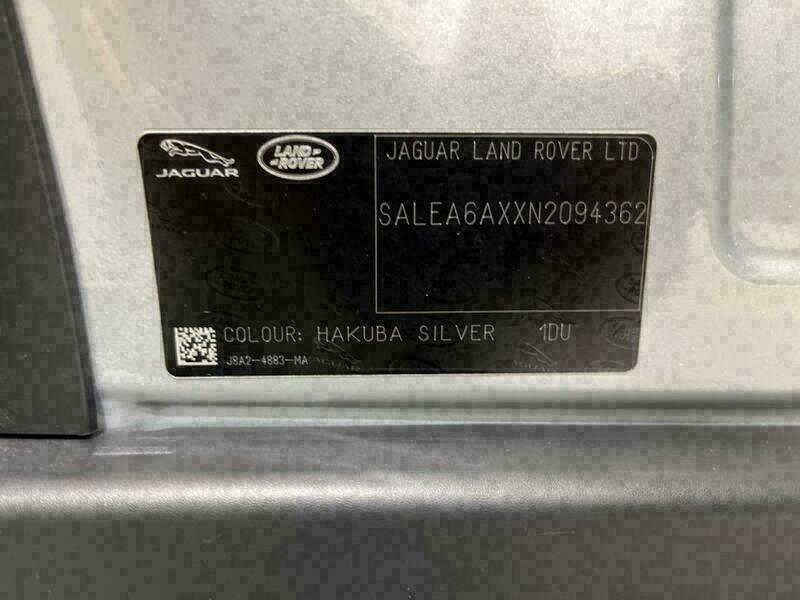 JAGUAR
LAND-
-ROVER
JAGUAR LAND ROVER LTD
SALEA6AXXN2094362
COLOUR: HAKUBA SILVER 1DU
J8A2-4883-MA